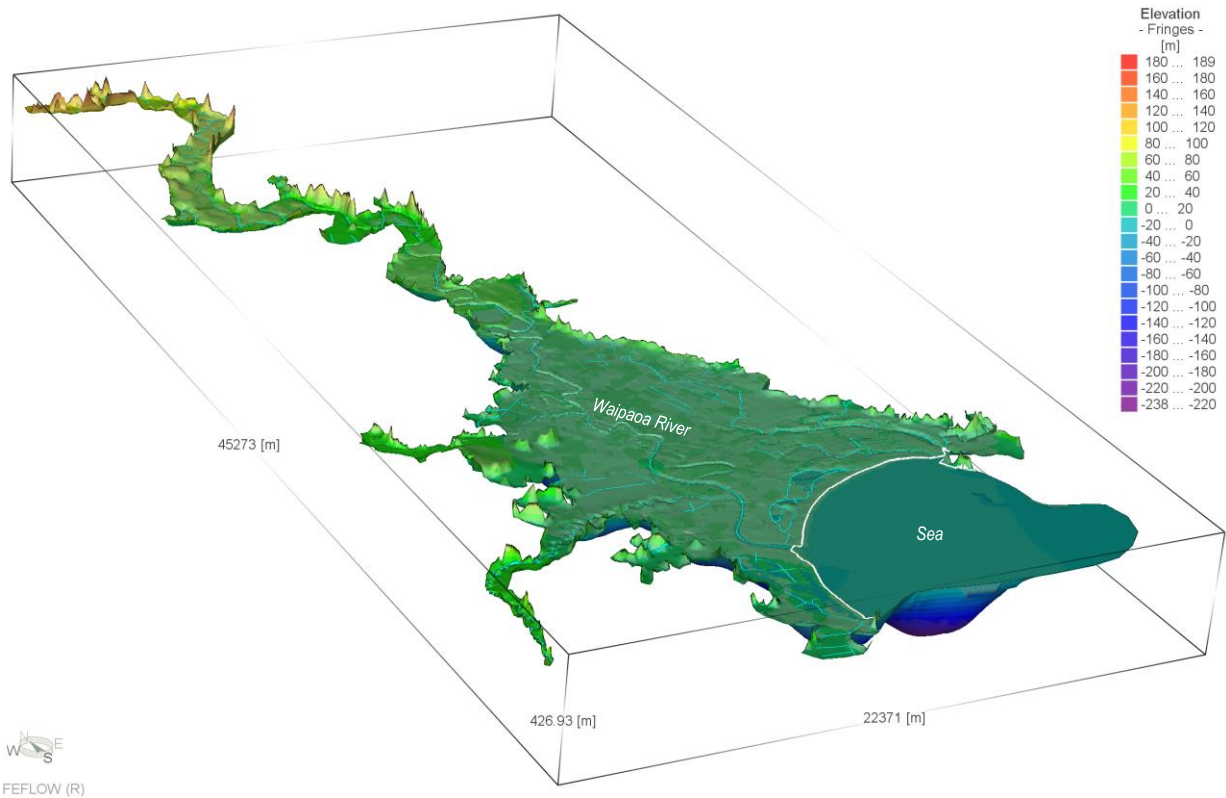 Elevation
- Fringes -
[m]
180 ... 189
160 ... 180
140 ... 160
120 ... 140
100 ... 120
80 ... 100
60 ... 80
40 ... 60
20 ... 40
0 ... 20
-20 ... 0
-40 ... -20
-60 ... -40
-80 ... -60
-100 ... -80
-120 ... -100
-140 ... -120
-160 ... -140
-180 ... -160
-200 ... -180
-220 ... -200
-238 ... -220
Waipaoa River
45273 [m]
Sea
426.93 [m]
22371 [m]
N
W E
S
FEFLOW (R)